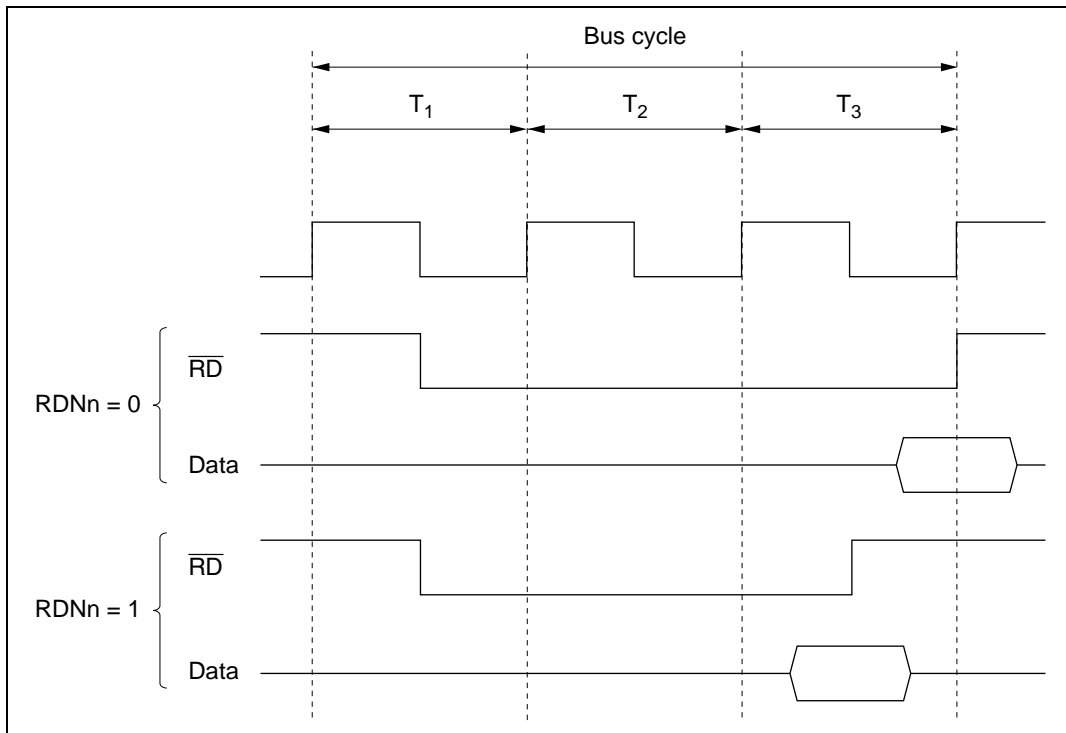 Bus cycle
T₁ T₂ T₃
RD
RDNn = 0
Data
RD
RDNn = 1
Data